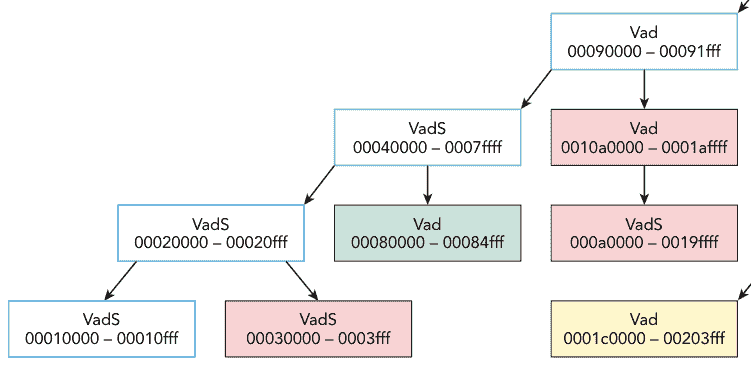 Vad
00090000 – 00091fff
VadS
00040000 – 0007ffff
Vad
0010a0000 – 0001affff
VadS
00020000 – 00020fff
Vad
00080000 – 00084fff
VadS
000a0000 – 0019ffff
VadS
00010000 – 00010fff
VadS
00030000 – 0003fff
Vad
0001c0000 – 00203fff